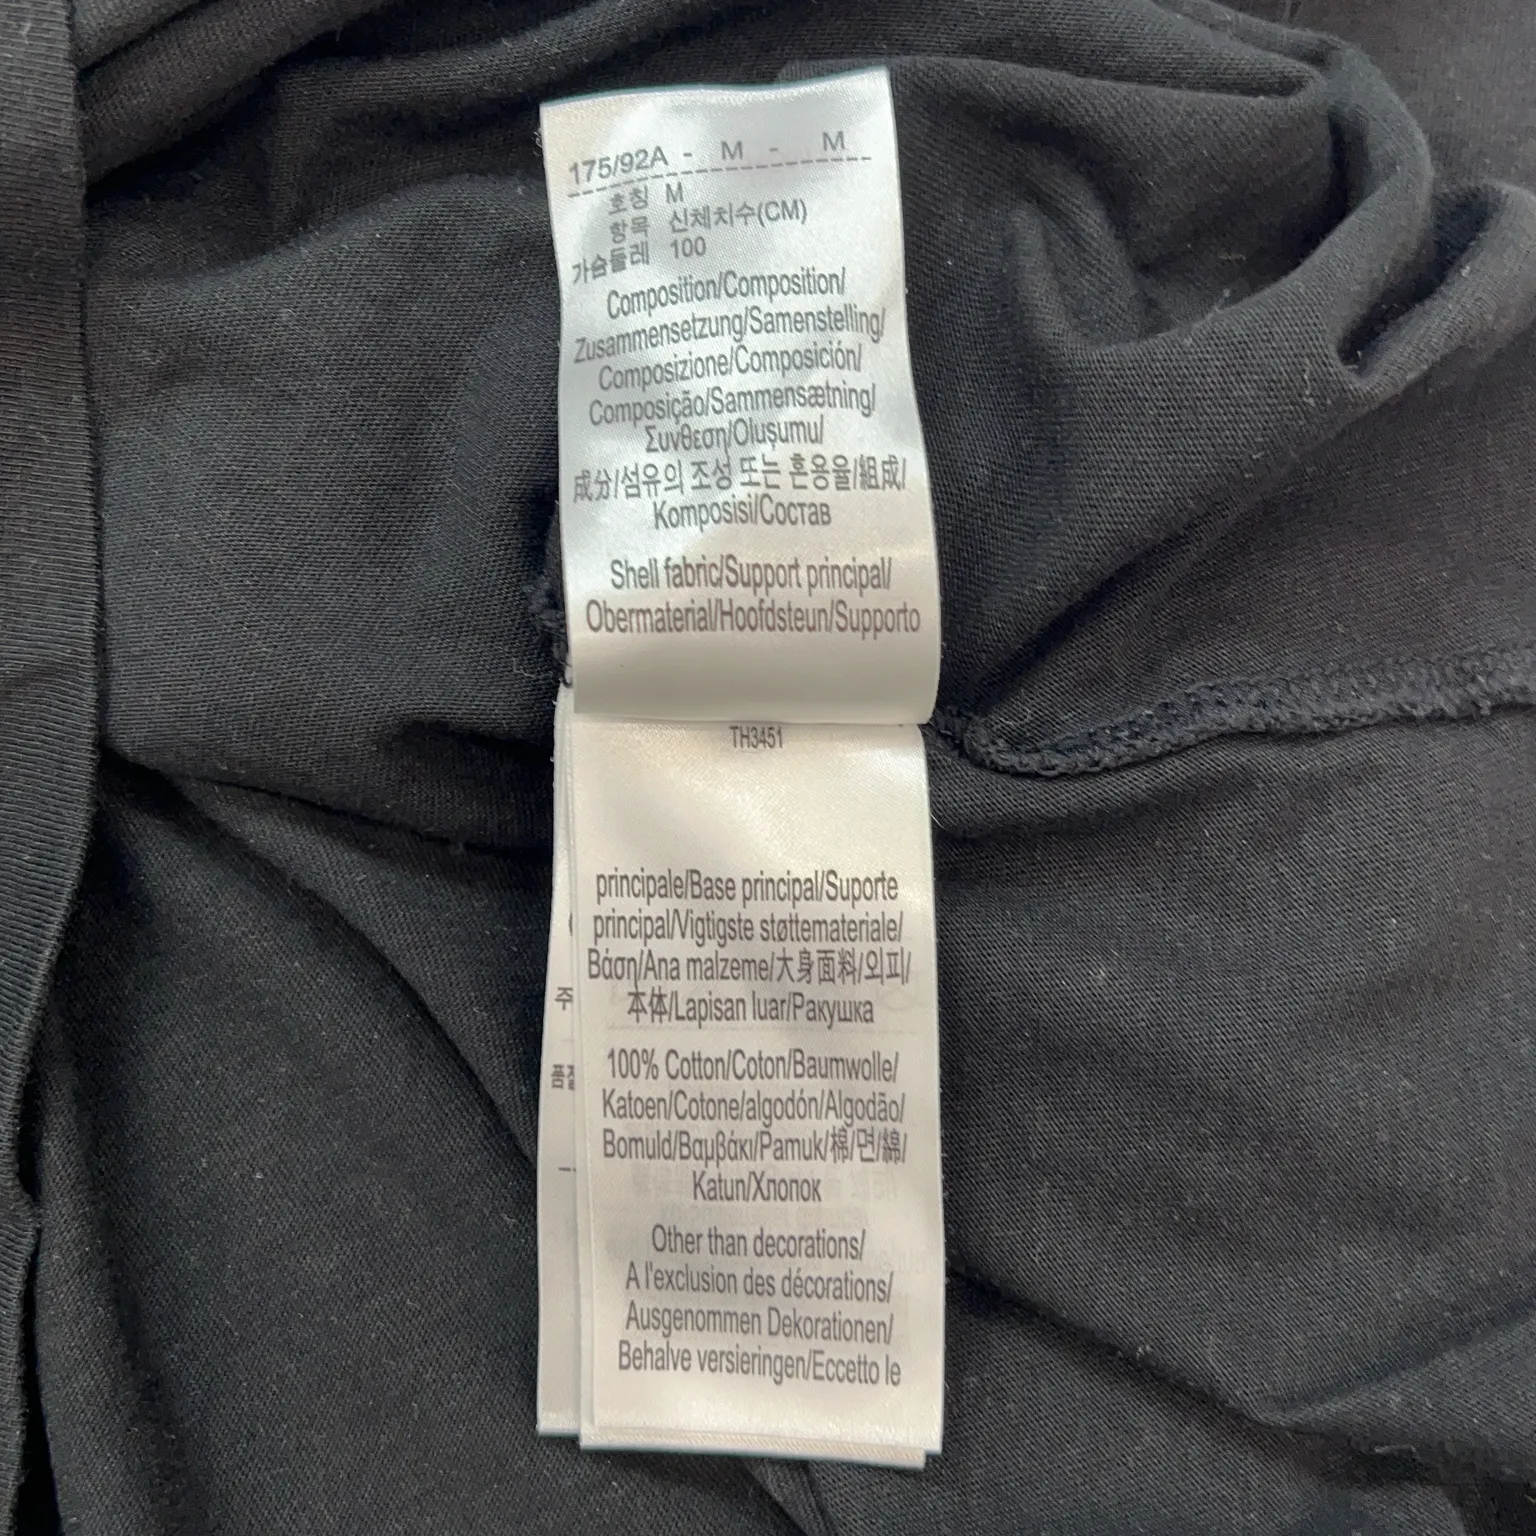 175/92A - M - M
호칭 M
항목 신체치수(CM)
가슴둘레 100
Composition/Composition/
Zusammensetzung/Samenstelling/
Composizione/Composición/
Composição/Sammensætning/
Συνθεση/Oluşumu/
成分/섬유의 조성 또는 혼용율/組成/
Komposisi/Состав
Shell fabric/Support principal/
Obermaterial/Hoofdsteun/Supporto
TH3451
principale/Base principal/Suporte
principal/Vigtigste støttemateriale/
Βάση/Ana malzeme/大身面料/외피/
本体/Lapisan luar/Ракушка
100% Cotton/Coton/Baumwolle/
Katoen/Cotone/algodón/Algodão/
Bomuld/Βαμβάκι/Pamuk/棉/면/綿/
Katun/Хлопок
Other than decorations/
A l'exclusion des décorations/
Ausgenommen Dekorationen/
Behalve versieringen/Eccetto le
주